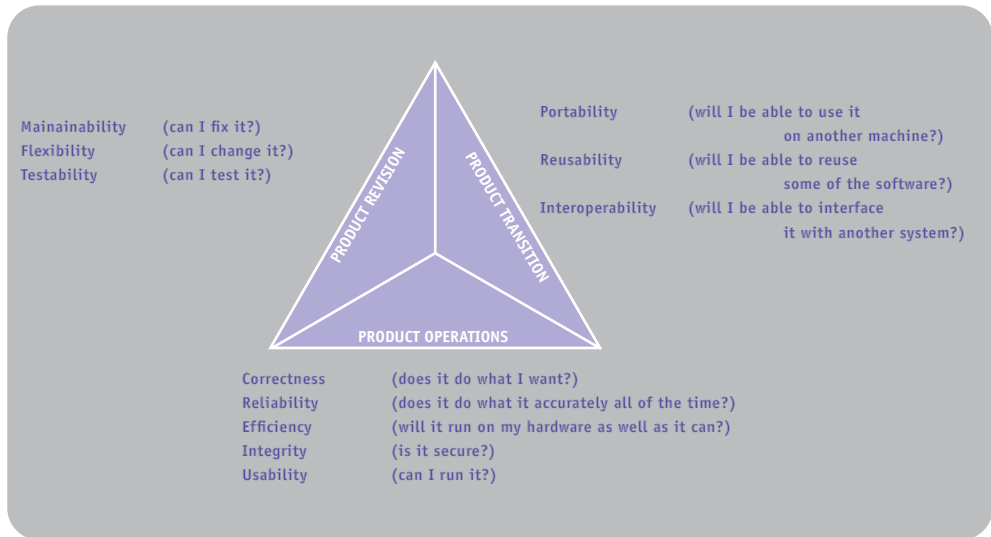 Mainainability (can I fix it?)
Flexibility (can I change it?)
Testability (can I test it?)
PRODUCT REVISION
PRODUCT TRANSITION
Portability (will I be able to use it
on another machine?)
Reusability (will I be able to reuse
some of the software?)
Interoperability (will I be able to interface
it with another system?)
PRODUCT OPERATIONS
Correctness (does it do what I want?)
Reliability (does it do what it accurately all of the time?)
Efficiency (will it run on my hardware as well as it can?)
Integrity (is it secure?)
Usability (can I run it?)